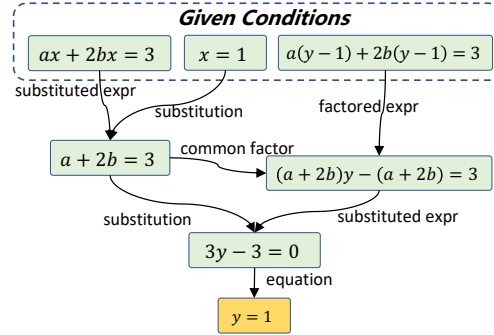 Given Conditions
ax + 2bx = 3
x = 1
a(y − 1) + 2b(y − 1) = 3
substituted expr
substitution
factored expr
a + 2b = 3
common factor
(a + 2b)y − (a + 2b) = 3
substitution
substituted expr
3y − 3 = 0
equation
y = 1